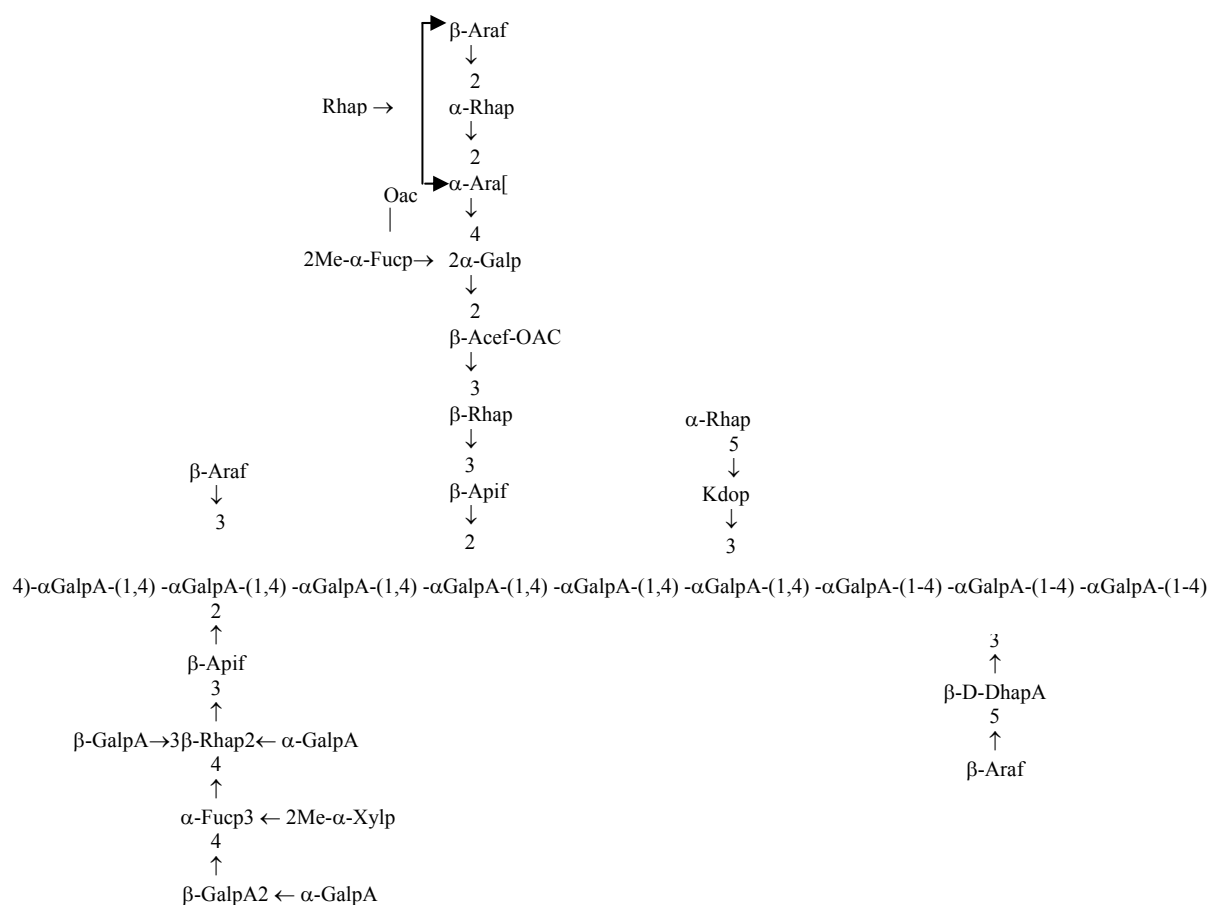 β-Araf
↓
2
Rhap → α-Rhap
↓
2
α-Ara[
Oac
|
↓
4
2Me-α-Fucp→ 2α-Galp
↓
2
β-Acef-OAC
↓
3
β-Rhap α-Rhap
↓ 5
3 ↓
β-Araf β-Apif Kdop
↓ ↓ ↓
3 2 3
4)-αGalpA-(1,4) -αGalpA-(1,4) -αGalpA-(1,4) -αGalpA-(1,4) -αGalpA-(1,4) -αGalpA-(1,4) -αGalpA-(1-4) -αGalpA-(1-4) -αGalpA-(1-4)
2 3
↑ ↑
β-Apif β-D-DhapA
3 5
↑ ↑
β-GalpA→3β-Rhap2← α-GalpA β-Araf
4
↑
α-Fucp3 ← 2Me-α-Xylp
4
↑
β-GalpA2 ← α-GalpA